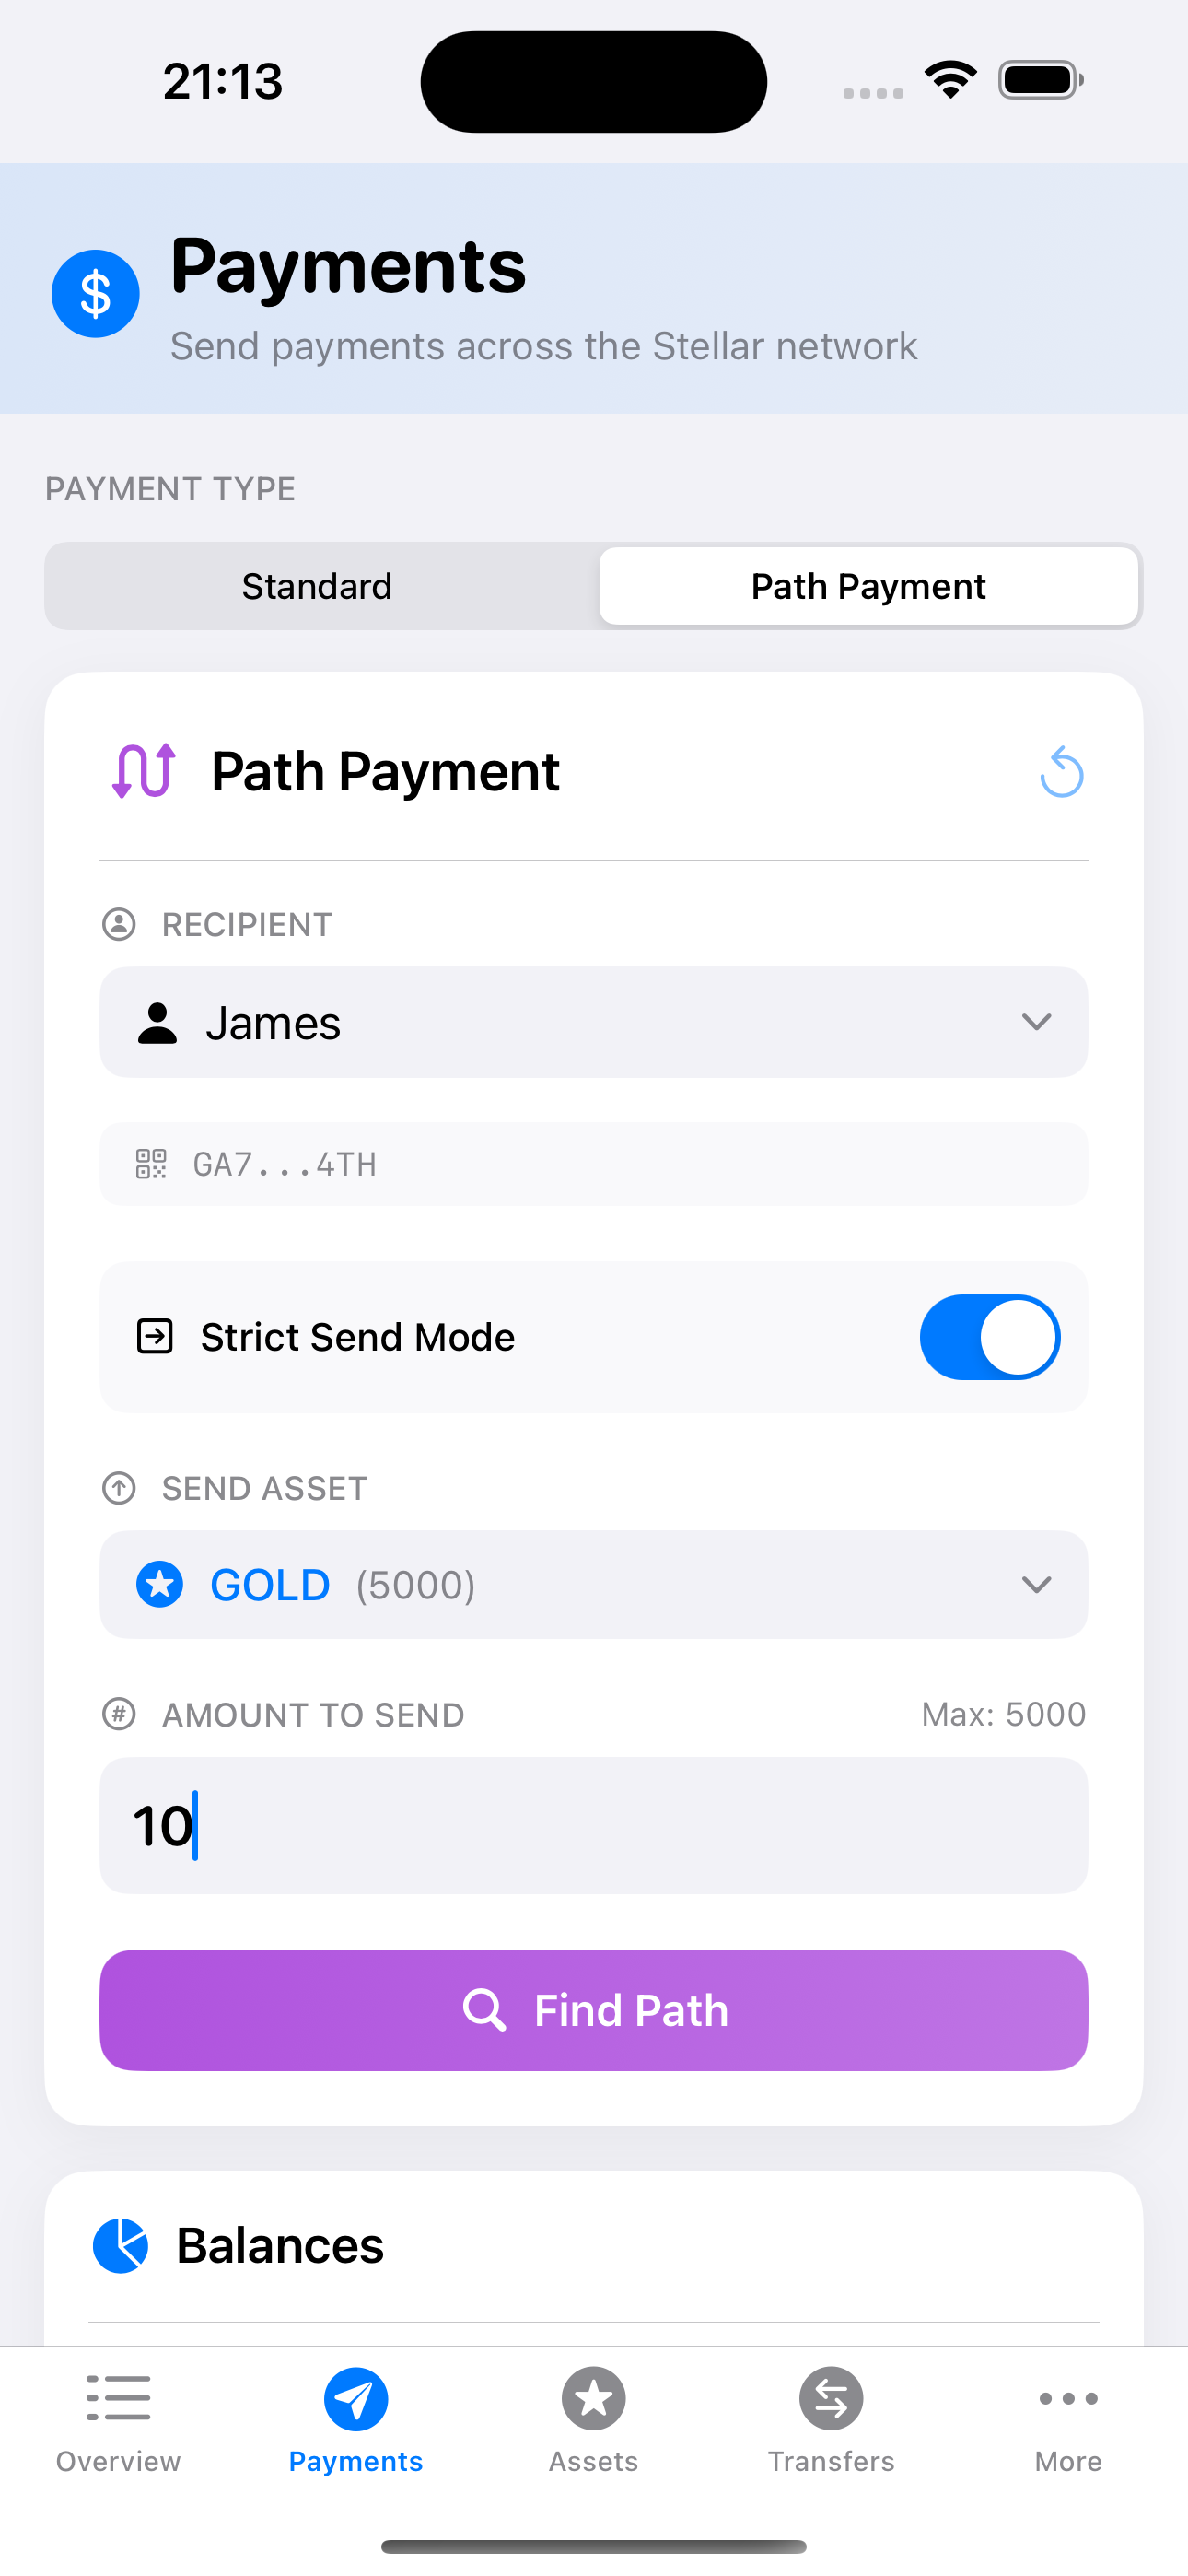 21:13
$
Payments
Send payments across the Stellar network
PAYMENT TYPE
Standard
Path Payment
Path Payment
RECIPIENT
James
GA7...4TH
Strict Send Mode
SEND ASSET
GOLD (5000)
# AMOUNT TO SEND
Max: 5000
10
Find Path
Balances
Overview
Payments
Assets
Transfers
More